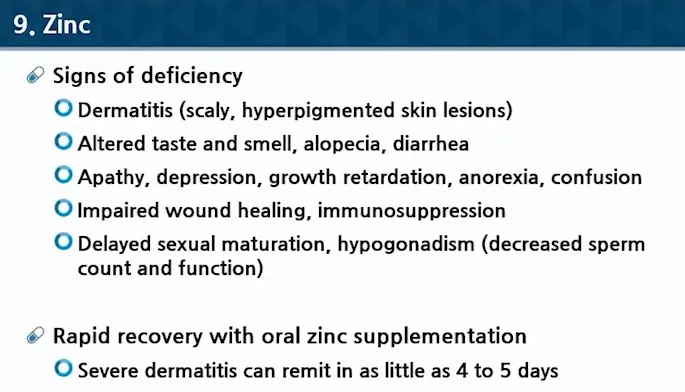 9. Zinc
Signs of deficiency
Dermatitis (scaly, hyperpigmented skin lesions)
Altered taste and smell, alopecia, diarrhea
Apathy, depression, growth retardation, anorexia, confusion
Impaired wound healing, immunosuppression
Delayed sexual maturation, hypogonadism (decreased sperm
count and function)
Rapid recovery with oral zinc supplementation
Severe dermatitis can remit in as little as 4 to 5 days